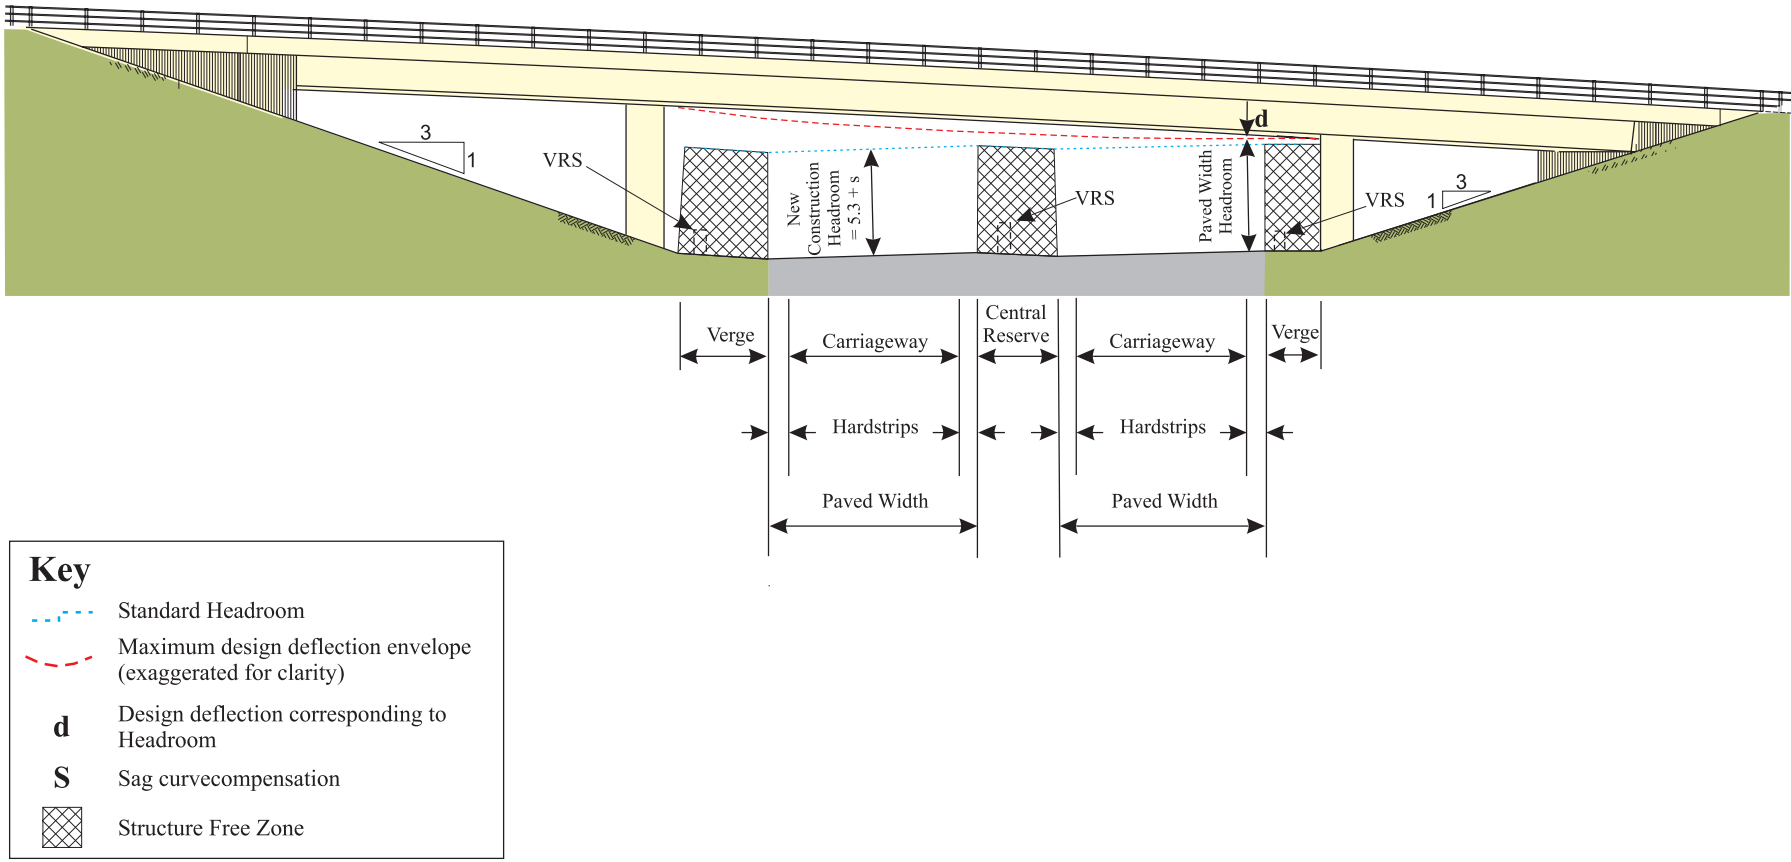 d
3
1
VRS
New
Construction
Headroom
= 5.3 + s
VRS
Paved Width
Headroom
VRS
3
1
Verge
Carriageway
Central
Reserve
Carriageway
Verge
Hardstrips
Hardstrips
Paved Width
Paved Width
Key
Standard Headroom
Maximum design deflection envelope
(exaggerated for clarity)
d
Design deflection corresponding to
Headroom
S
Sag curvecompensation
Structure Free Zone